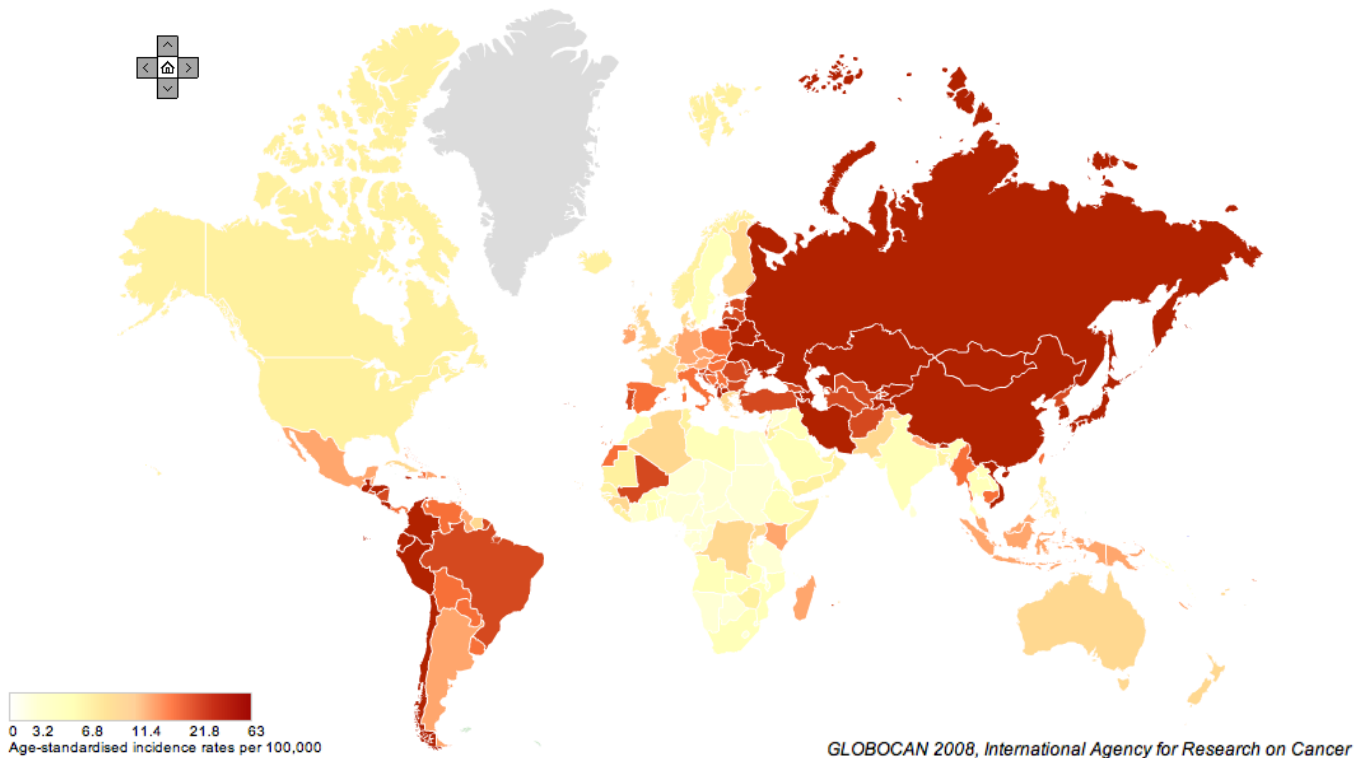 0 3.2 6.8 11.4 21.8 63
Age-standardised incidence rates per 100,000
GLOBOCAN 2008, International Agency for Research on Cancer